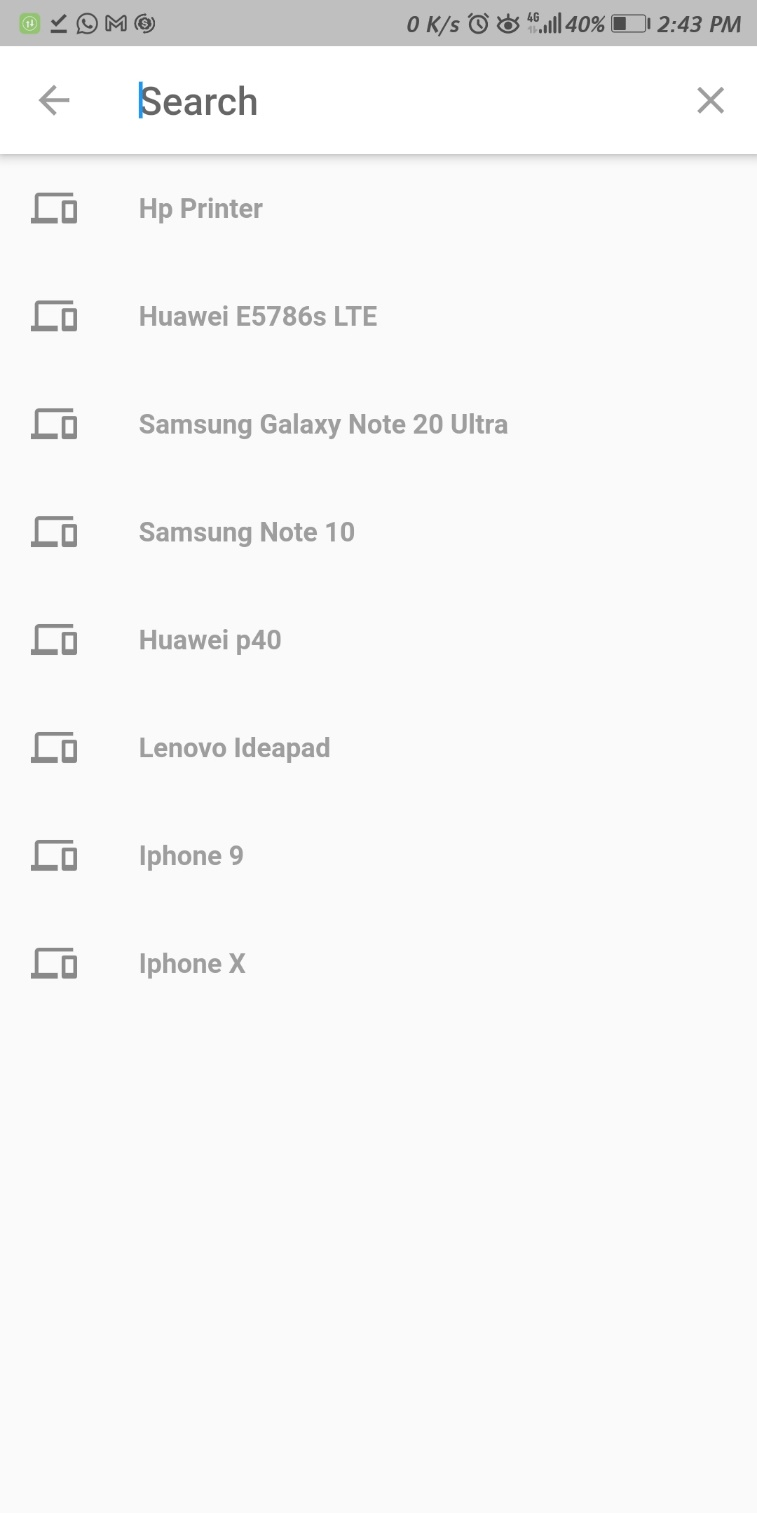 0 K/s 4G 40% 2:43 PM
Search
Hp Printer
Huawei E5786s LTE
Samsung Galaxy Note 20 Ultra
Samsung Note 10
Huawei p40
Lenovo Ideapad
Iphone 9
Iphone X